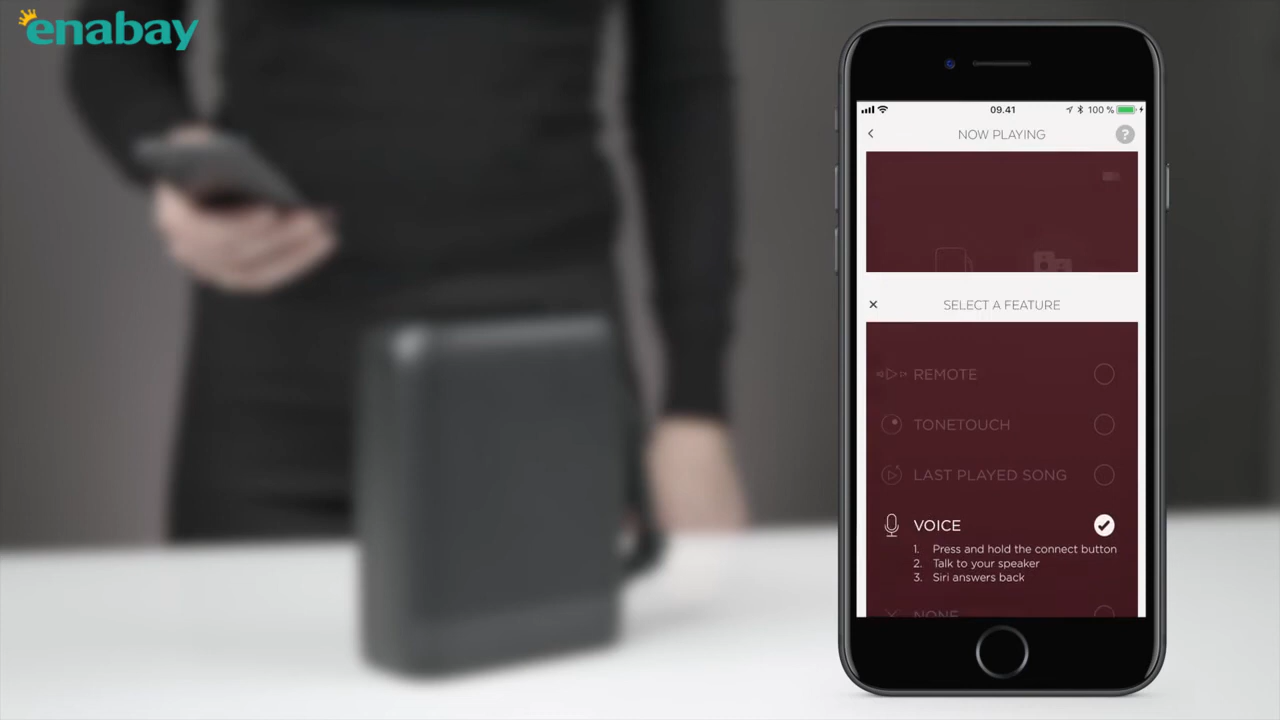 enabay
09.41
100 %
NOW PLAYING
?
SELECT A FEATURE
REMOTE
TONETOUCH
LAST PLAYED SONG
VOICE
1. Press and hold the connect button
2. Talk to your speaker
3. Siri answers back
NONE